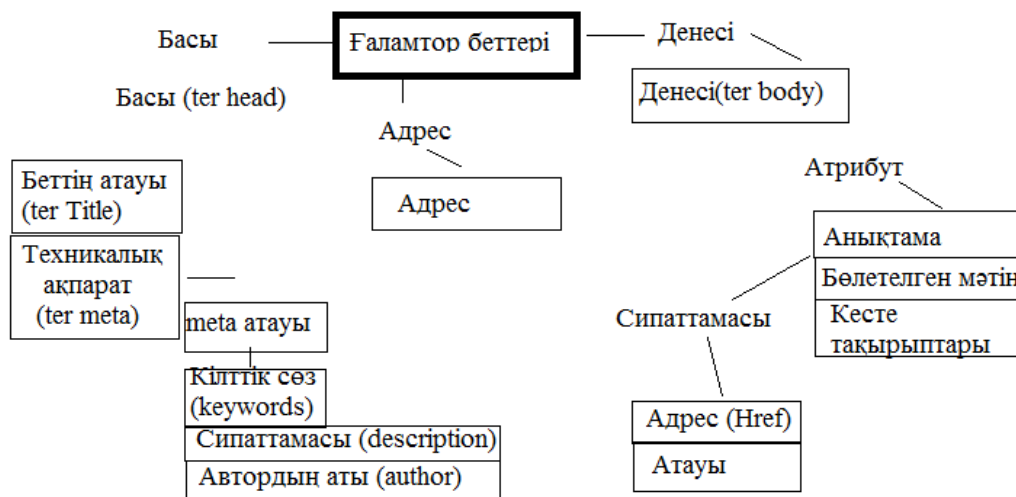 Басы
Ғаламтор беттері
Денесі
Басы (ter head)
Денесі(ter body)
Адрес
Адрес
Беттің атауы
(ter Title)
Техникалық
ақпарат
(ter meta)
meta атауы
Кілттік сөз
(keywords)
Сипаттамасы (description)
Автордың аты (author)
Атрибут
Анықтама
Бөлетелген мәтін
Кесте
тақырыптары
Сипаттамасы
Адрес (Href)
Атауы